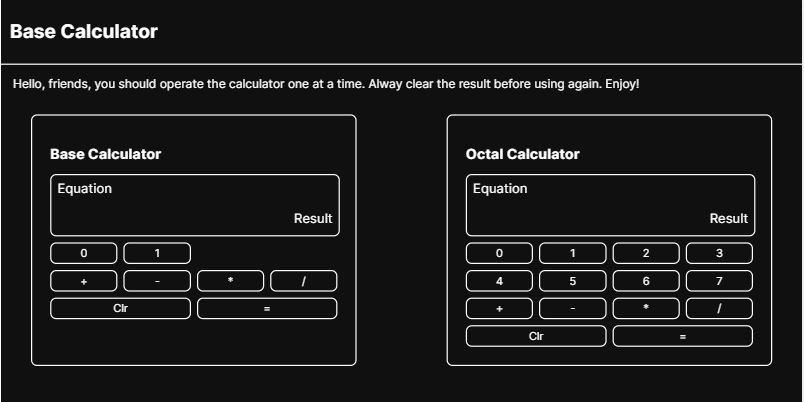 Base Calculator
Hello, friends, you should operate the calculator one at a time. Alway clear the result before using again. Enjoy!
Base Calculator
Equation
Result
0 1
+ - * /
Clr =
Octal Calculator
Equation
Result
0 1 2 3
4 5 6 7
+ - * /
Clr =